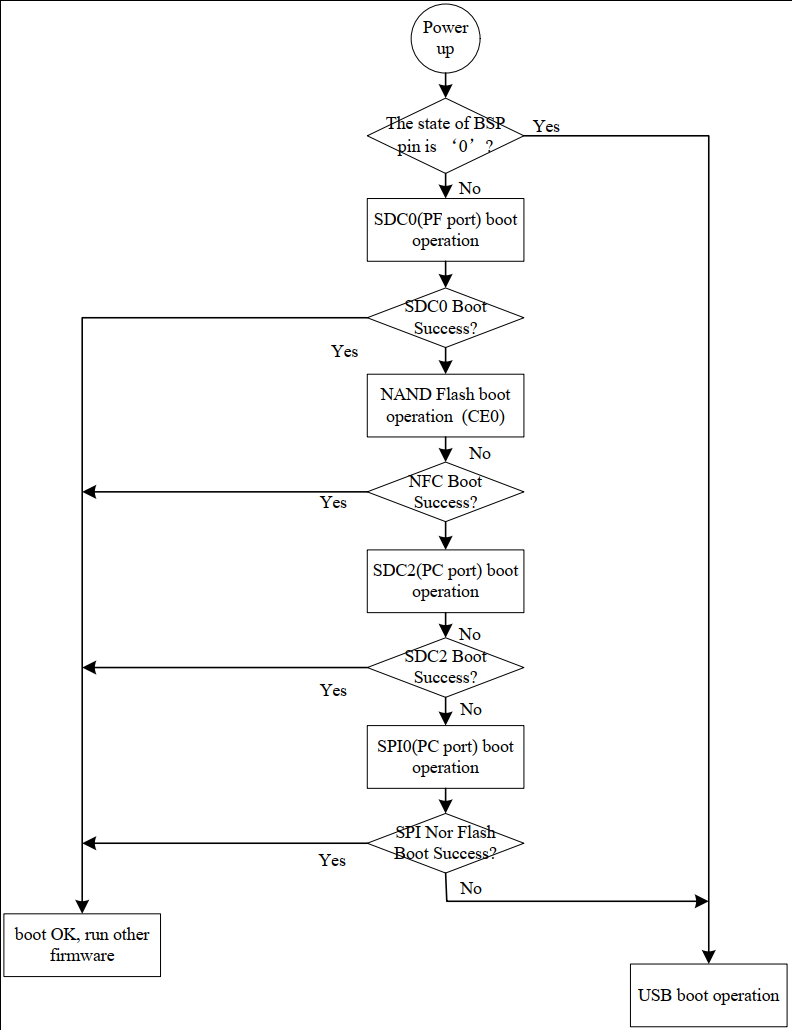 Power
up
The state of BSP
pin is ‘0’?
Yes
No
SDC0(PF port) boot
operation
SDC0 Boot
Success?
Yes
NAND Flash boot
operation (CE0)
No
NFC Boot
Success?
Yes
SDC2(PC port) boot
operation
No
SDC2 Boot
Success?
Yes
No
SPI0(PC port) boot
operation
SPI Nor Flash
Boot Success?
Yes
No
boot OK, run other
firmware
USB boot operation